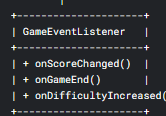 +--------------------+
| GameEventListener  |
+--------------------+
| + onScoreChanged() |
| + onGameEnd()      |
| + onDifficultyIncreased(
+--------------------+